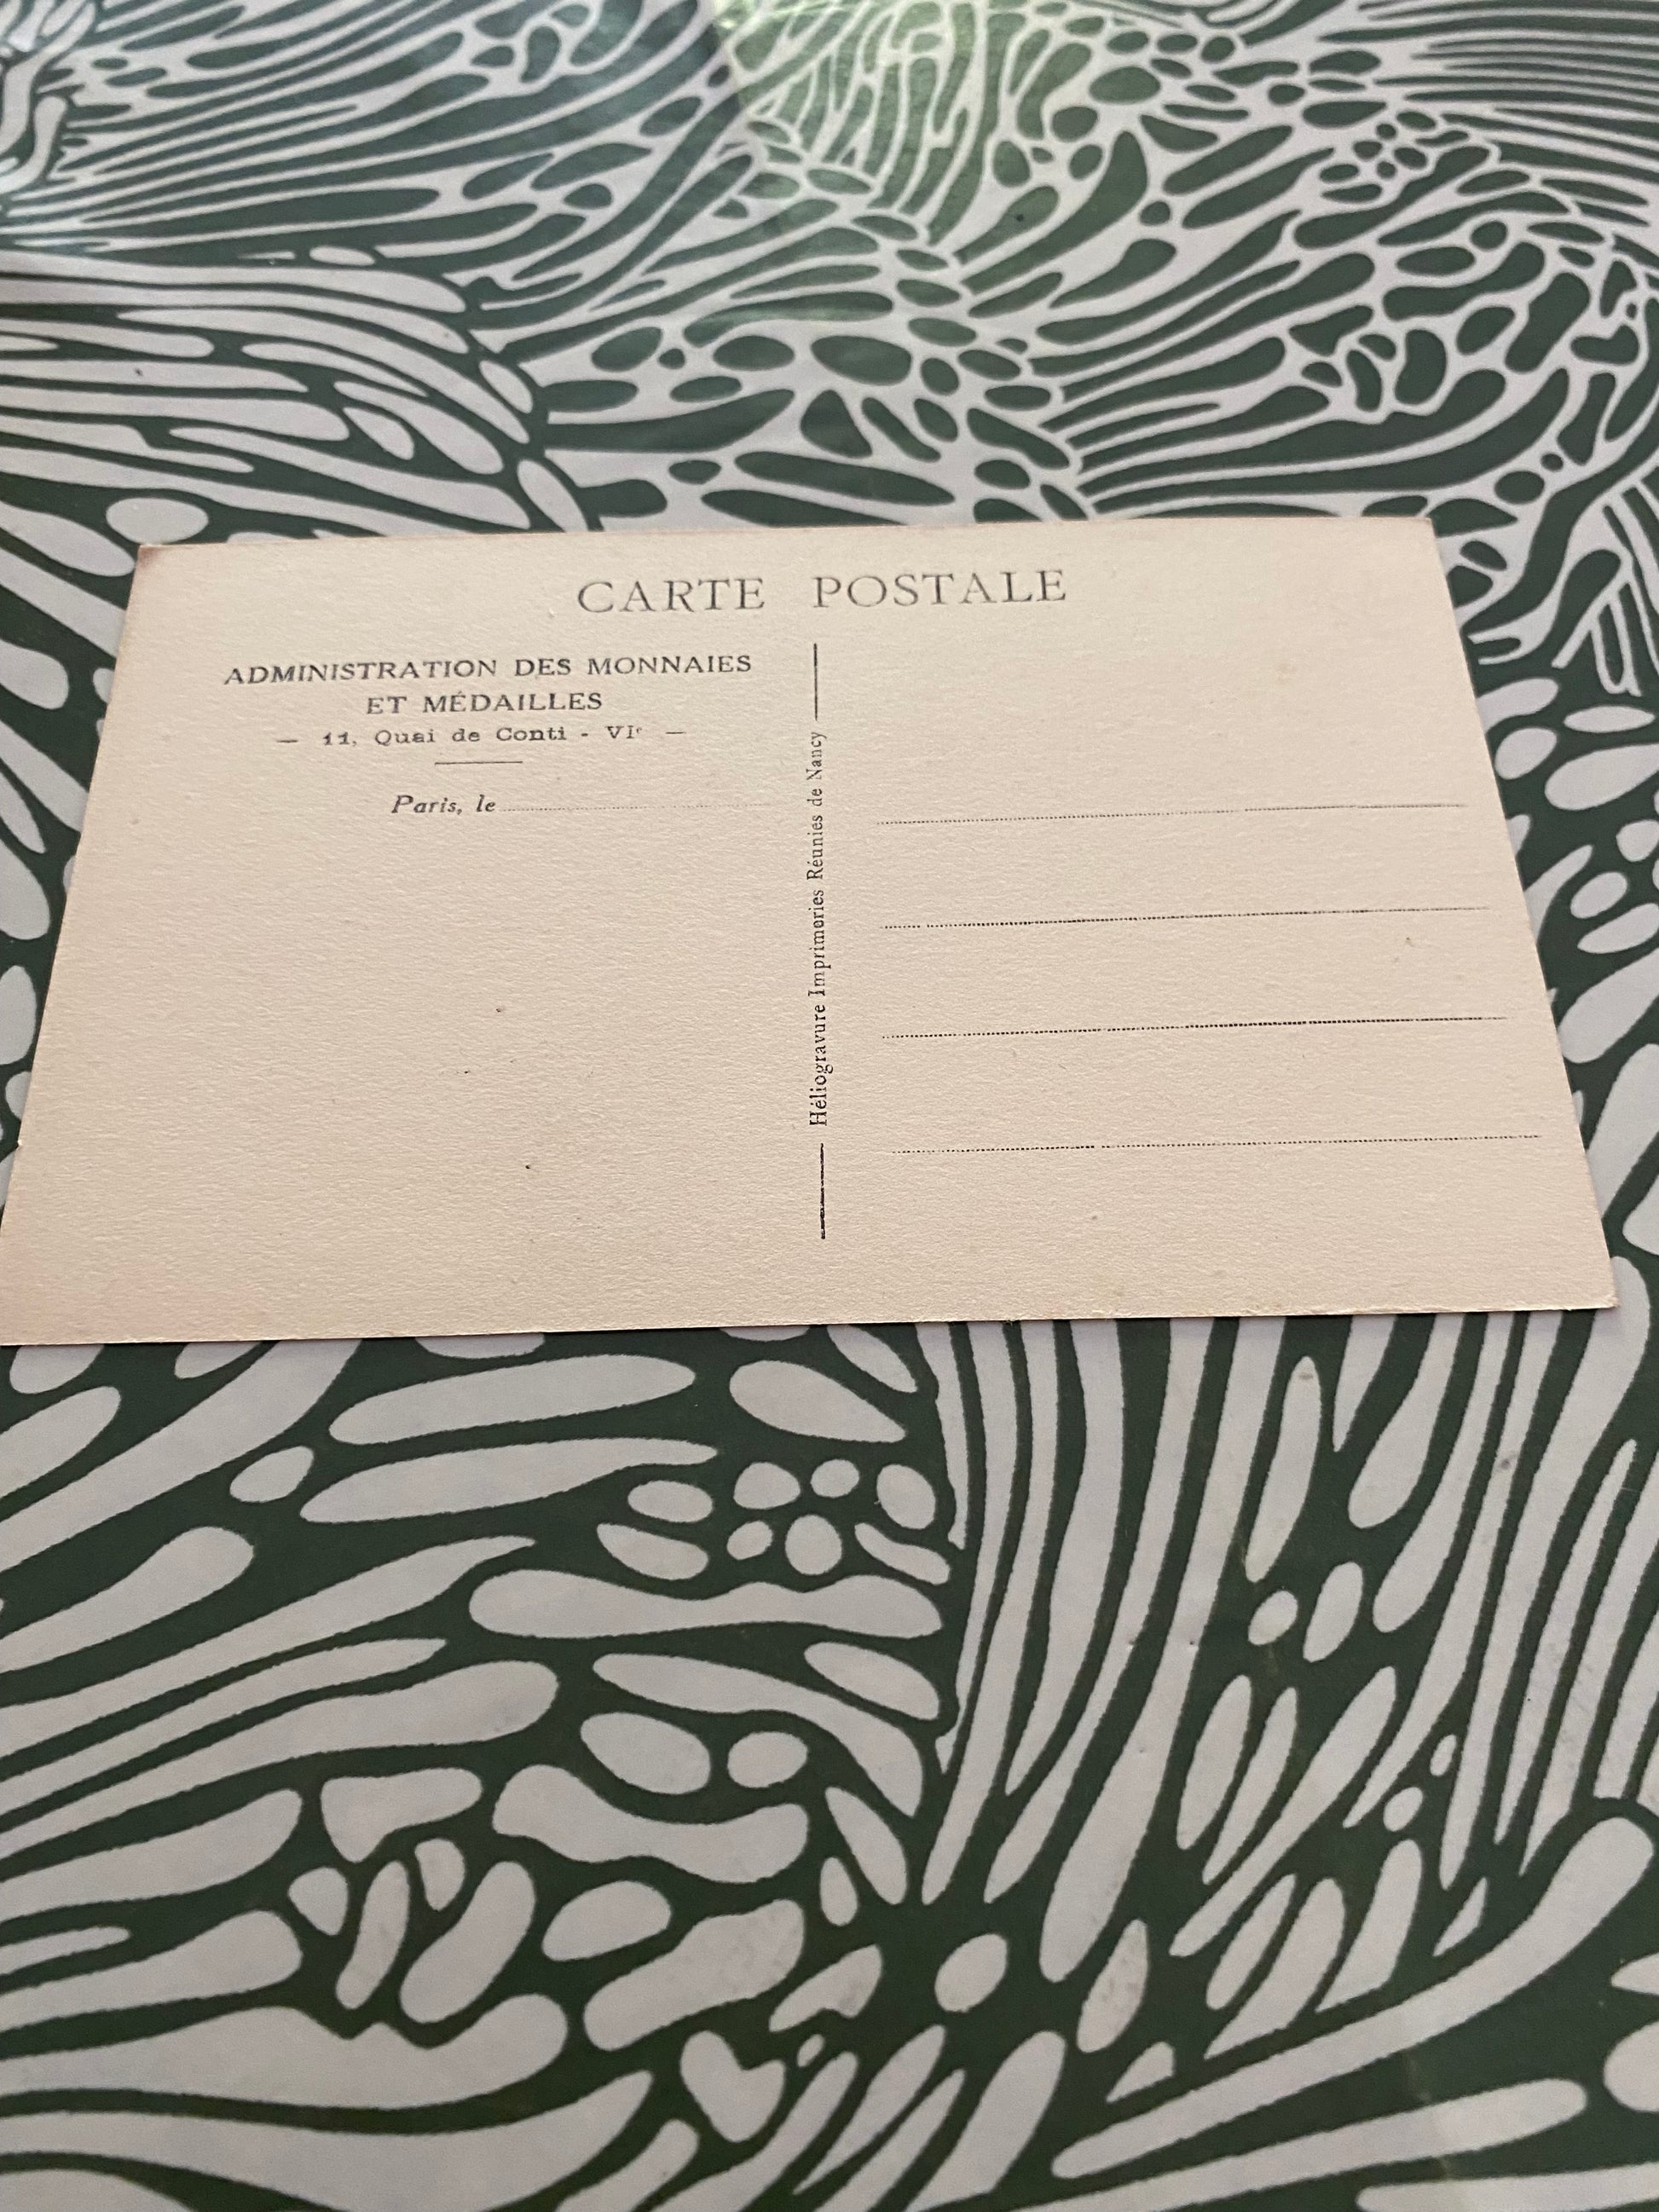 CARTE POSTALE
ADMINISTRATION DES MONNAIES
ET MÉDAILLES
— 11, Quai de Conti - VIᵉ —
Paris, le
Héliogravure Imprimeries Réunies de Nancy